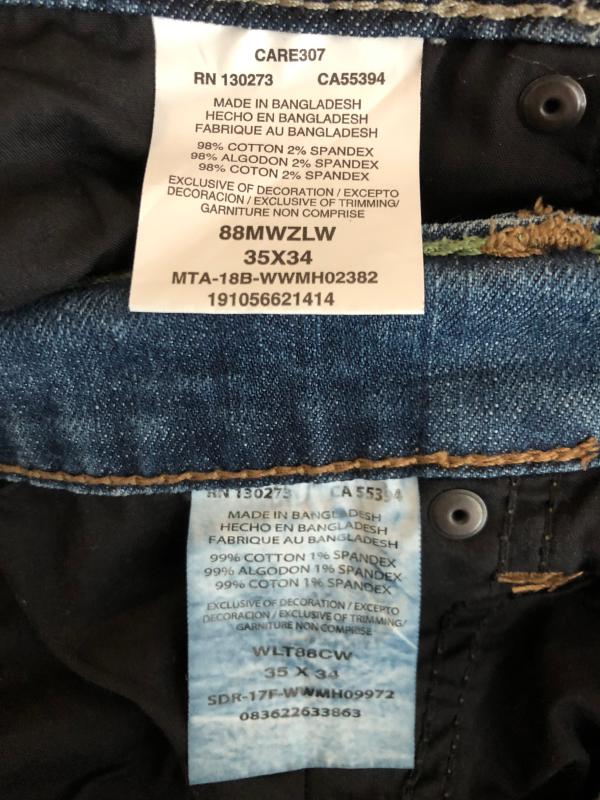 CARE307
RN 130273 CA55394
MADE IN BANGLADESH
HECHO EN BANGLADESH
FABRIQUE AU BANGLADESH
98% COTTON 2% SPANDEX
98% ALGODON 2% SPANDEX
98% COTON 2% SPANDEX
EXCLUSIVE OF DECORATION / EXCEPTO
DECORACION / EXCLUSIVE OF TRIMMING/
GARNITURE NON COMPRISE
88MWZLW
35X34
MTA-18B-WWMH02382
191056621414
RN 130273 CA 55394
MADE IN BANGLADESH
HECHO EN BANGLADESH
FABRIQUE AU BANGLADESH
99% COTTON 1% SPANDEX
99% ALGODON 1% SPANDEX
99% COTON 1% SPANDEX
EXCLUSIVE OF DECORATION / EXCEPTO
DECORACION / EXCLUSIVE OF TRIMMING/
GARNITURE NON COMPRISE
WLT88CW
35 X 34
SDR-17F-WWMH09972
083622633863